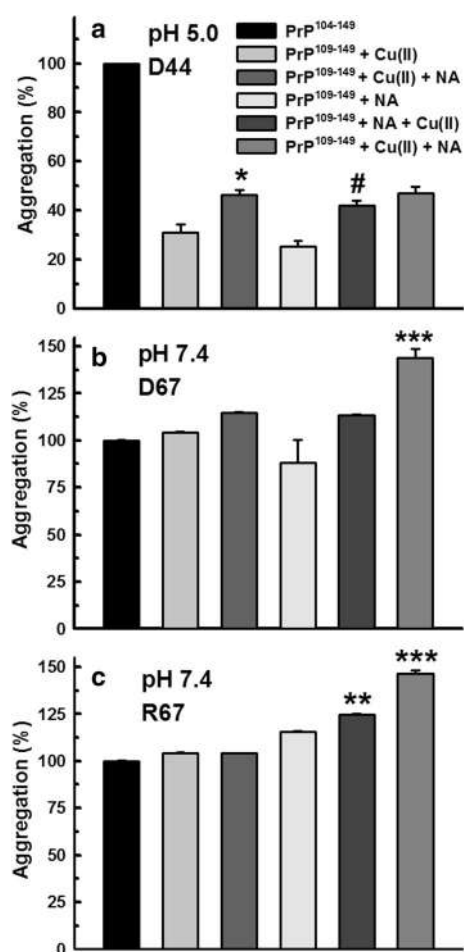 a
pH 5.0
D44
PrP104-149
PrP109-149 + Cu(II)
PrP109-149 + Cu(II) + NA
PrP109-149 + NA
PrP109-149 + NA + Cu(II)
PrP109-149 + Cu(II) + NA
Aggregation (%)
100
80
60
40
20
0
*
#
b
pH 7.4
D67
***
Aggregation (%)
150
125
100
75
50
25
0
c
pH 7.4
R67
**
***
Aggregation (%)
150
125
100
75
50
25
0